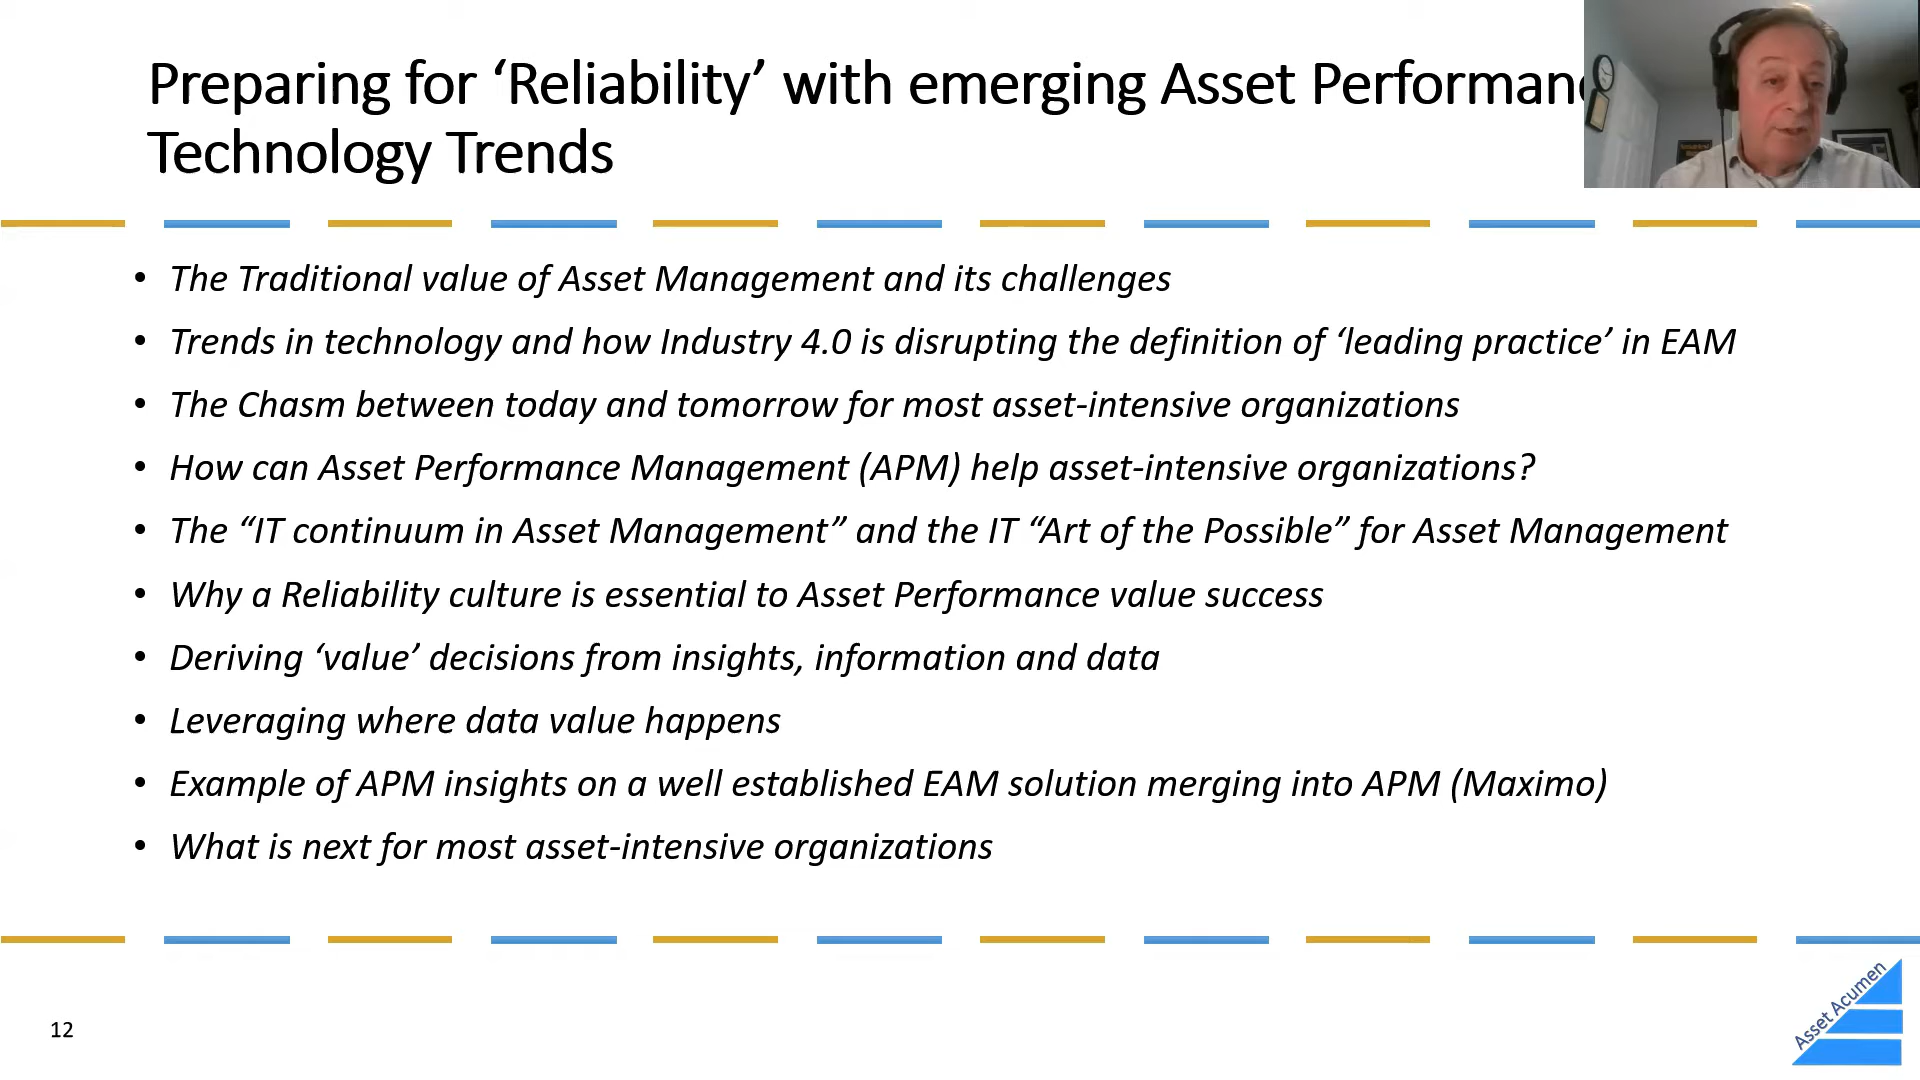 Preparing for ‘Reliability’ with emerging Asset Performan
Technology Trends
• The Traditional value of Asset Management and its challenges
• Trends in technology and how Industry 4.0 is disrupting the definition of ‘leading practice’ in EAM
• The Chasm between today and tomorrow for most asset-intensive organizations
• How can Asset Performance Management (APM) help asset-intensive organizations?
• The “IT continuum in Asset Management” and the IT “Art of the Possible” for Asset Management
• Why a Reliability culture is essential to Asset Performance value success
• Deriving ‘value’ decisions from insights, information and data
• Leveraging where data value happens
• Example of APM insights on a well established EAM solution merging into APM (Maximo)
• What is next for most asset-intensive organizations
12
Asset Acumen